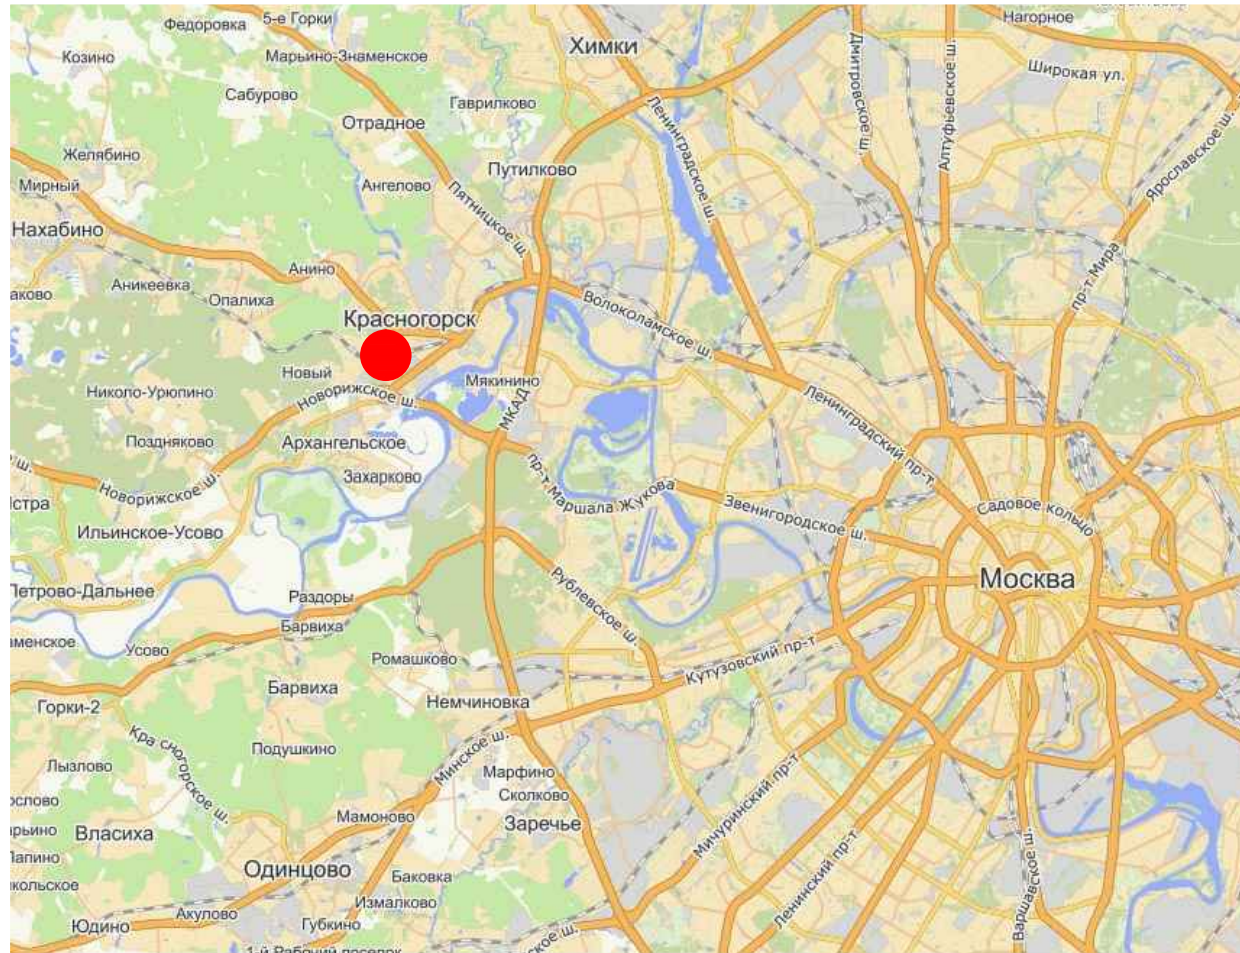 Федоровка
5-е Горки
Нагорное
Козино
Марьино-Знаменское
Химки
Дмитровское ш.
Алтуфьевское ш.
Широкая ул.
Сабурово
Гаврилково
Отрадное
Ленинградское ш.
Ярославское ш.
Желябино
Мирный
Ангелово
Путилково
Пятницкое ш.
Нахабино
Анино
пр-т Мира
Аникеевка
Опалиха
Волоколамское ш.
Красногорск
Новый
Мякинино
Николо-Урюпино
Новорижское ш.
МКАД
Ленинградский пр-т
Поздняково
Архангельское
Захарково
пр-т Маршала Жукова
Новорижское ш.
Звенигородское ш.
Садовое кольцо
Ильинское-Усово
Рублевское ш.
Москва
Петрово-Дальнее
Раздоры
Барвиха
Усово
Ромашково
Кутузовский пр-т
Барвиха
Немчиновка
Горки-2
Красногорское ш.
Подушкино
Минское ш.
Лызлово
Марфино
Сколково
Мичуринский пр-т
Мамоново
Заречье
Власиха
Ленинский пр-т
Варшавское ш.
Одинцово
Баковка
Измалково
Акулово
Губкино
Юдино
1-й Рабочий поселок